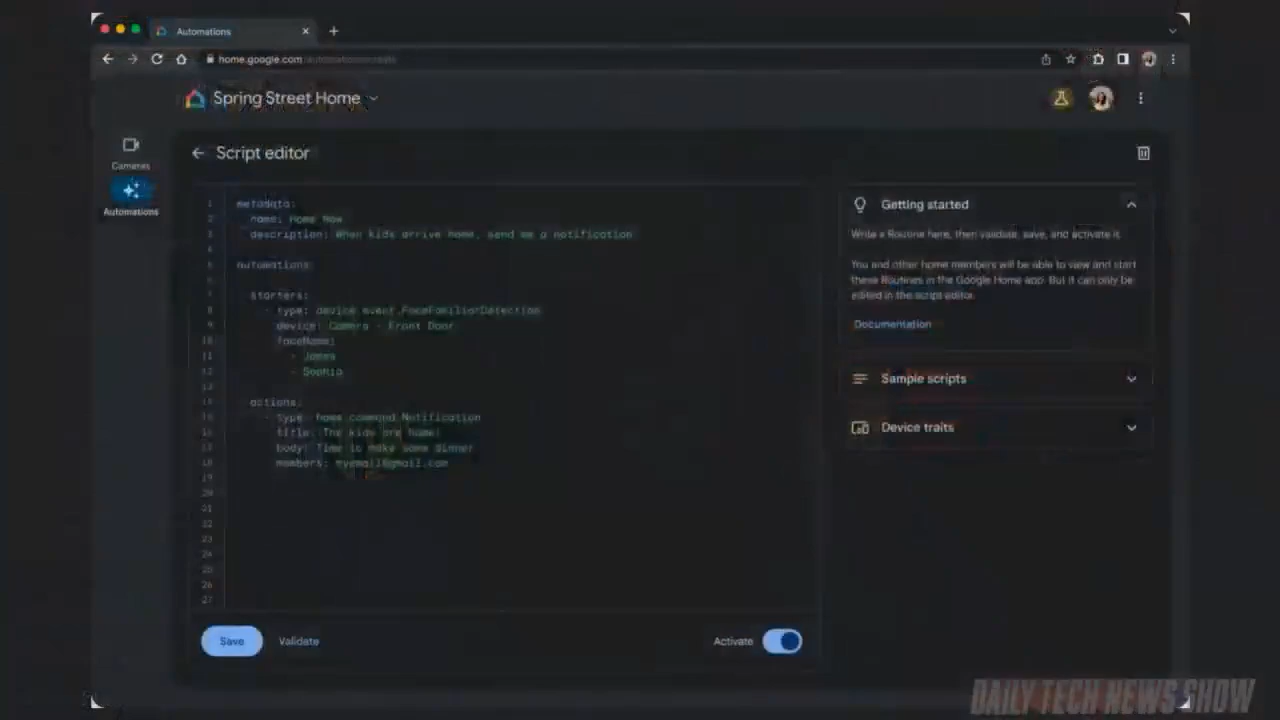 Automations
home.google.com/automations/create
Spring Street Home
Cameras
Automations
Script editor
1 metadata:
2 name: Home Now
3 description: When kids arrive home, send me a notification
4
5 automations:
6
7 starters:
8 - type: device.event.FaceFamiliarDetection
9 device: Camera - Front Door
10 faceName:
11 - James
12 - Sophia
13
14 actions:
15 - type: home.command.Notification
16 title: The kids are home!
17 body: Time to make some dinner
18 members: myemail@gmail.com
19
20
21
22
23
24
25
26
27
Save
Validate
Activate
Getting started
Write a Routine here, then validate, save, and activate it.
You and other home members will be able to view and start
these Routines in the Google Home app. But it can only be
edited in the script editor.
Documentation
Sample scripts
Device traits
DAILY TECH NEWS SHOW